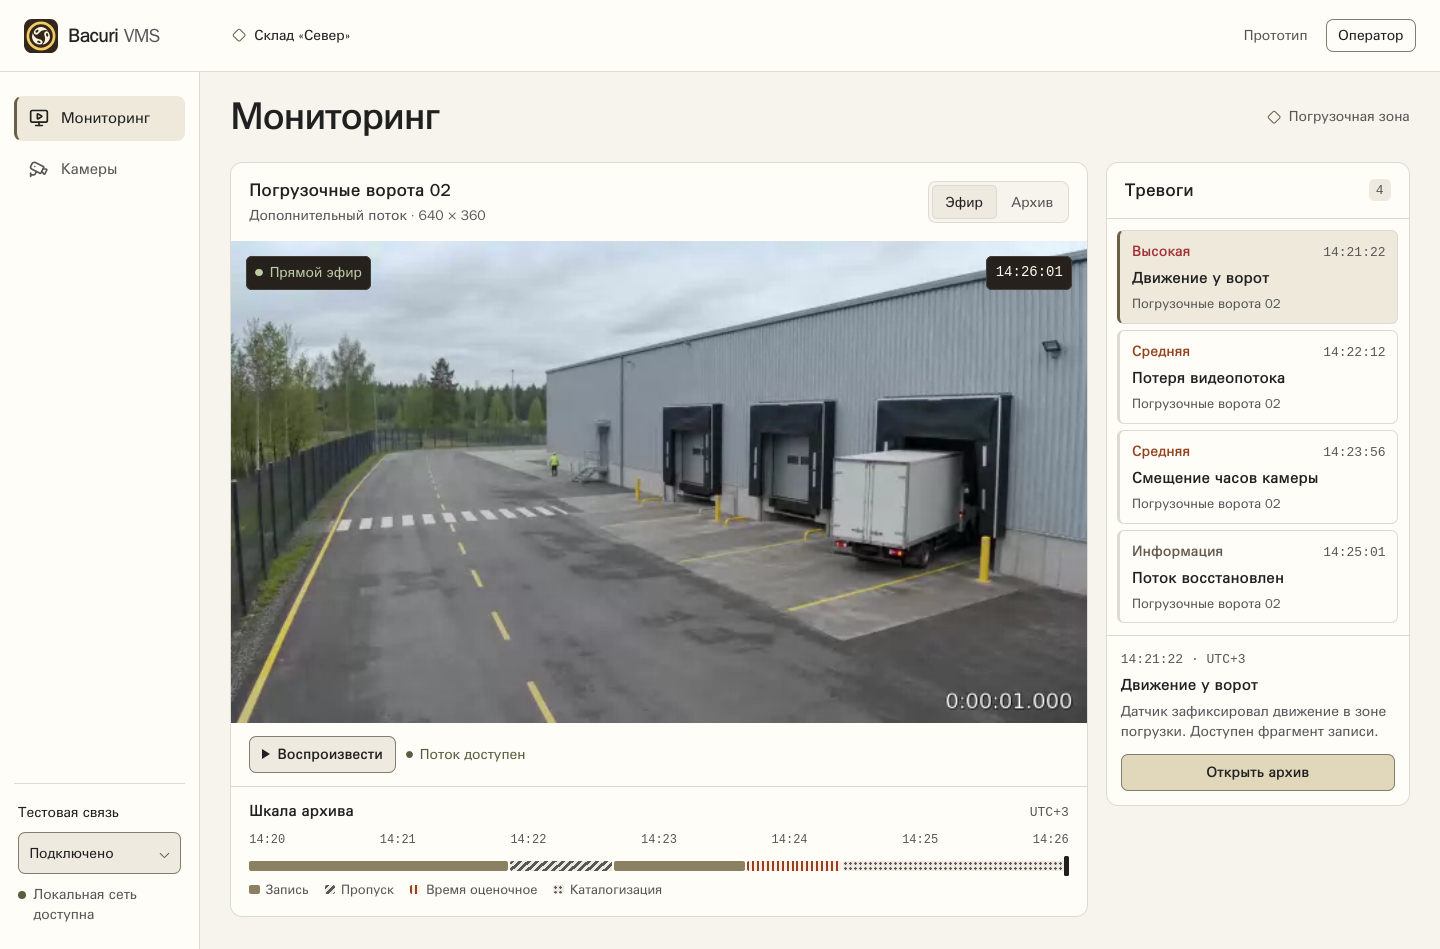 Bacuri VMS
Склад «Север»
Прототип
Оператор
Мониторинг
Камеры
Мониторинг
Погрузочная зона
Погрузочные ворота 02
Дополнительный поток · 640 × 360
Эфир
Архив
Прямой эфир
14:26:01
0:00:01.000
Воспроизвести
Поток доступен
Шкала архива
UTC+3
14:20 14:21 14:22 14:23 14:24 14:25 14:26
Запись
Пропуск
Время оценочное
Каталогизация
Тревоги
4
Высокая 14:21:22
Движение у ворот
Погрузочные ворота 02
Средняя 14:22:12
Потеря видеопотока
Погрузочные ворота 02
Средняя 14:23:56
Смещение часов камеры
Погрузочные ворота 02
Информация 14:25:01
Поток восстановлен
Погрузочные ворота 02
14:21:22 · UTC+3
Движение у ворот
Датчик зафиксировал движение в зоне
погрузки. Доступен фрагмент записи.
Открыть архив
Тестовая связь
Подключено
Локальная сеть
доступна